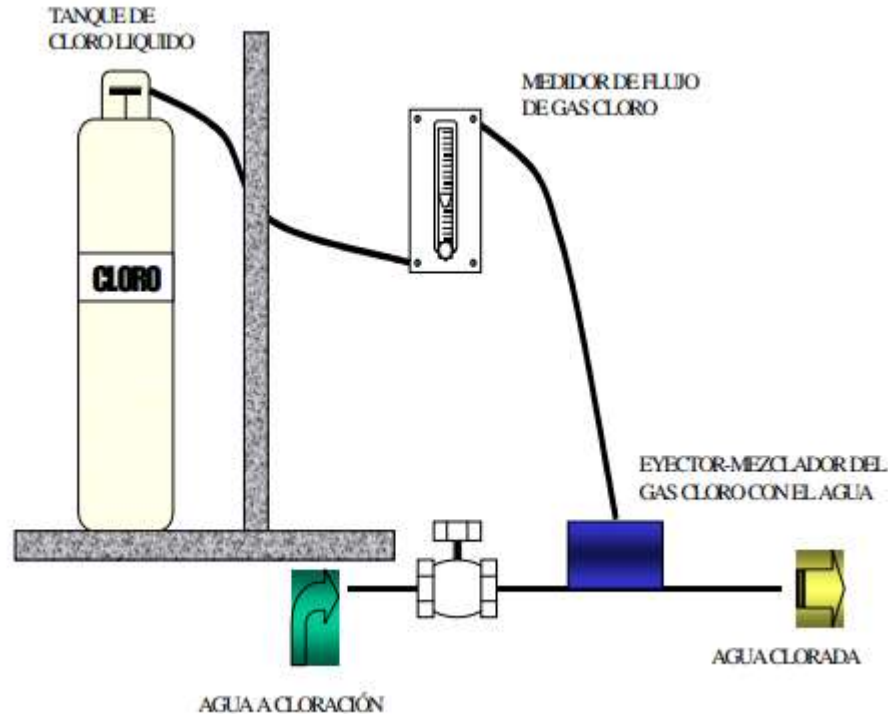 TANQUE DE
CLORO LIQUIDO
MEDIDOR DE FLUJO
DE GAS CLORO
CLORO
EYECTOR-MEZCLADOR DEL
GAS CLORO CON EL AGUA
AGUA CLORADA
AGUA A CLORACIÓN